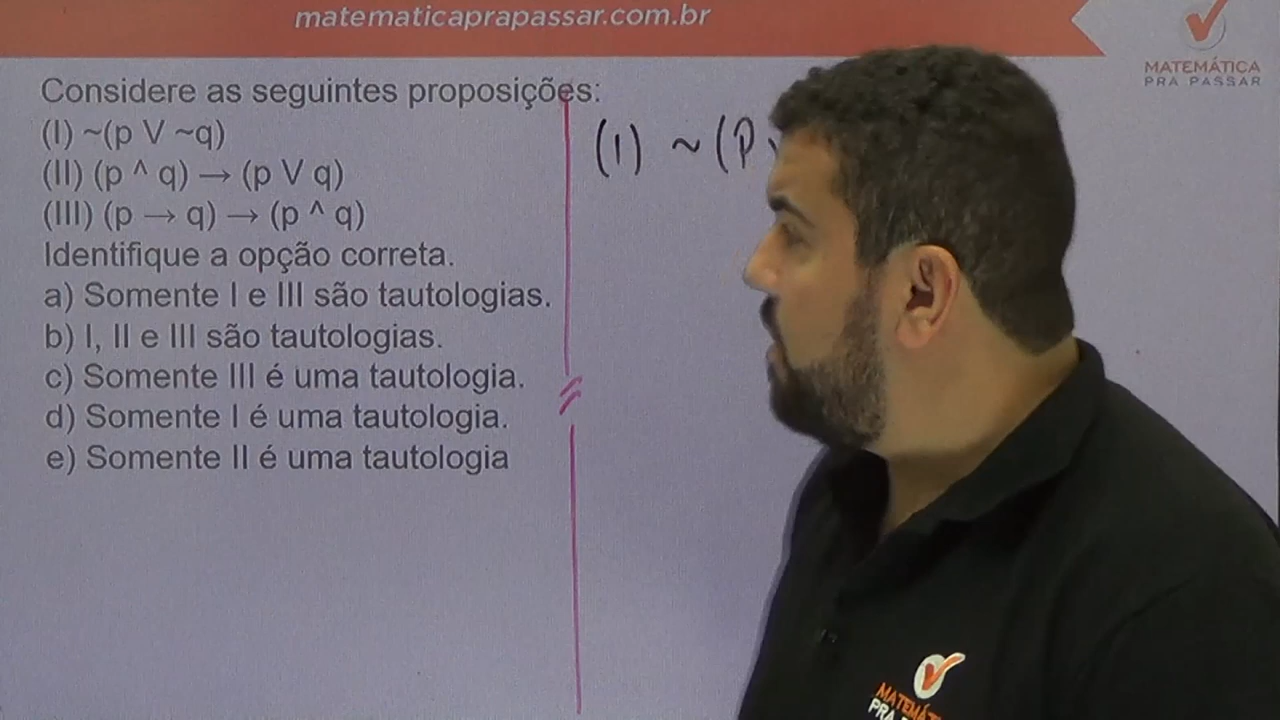 matematicaprapassar.com.br
MATEMÁTICA
PRA PASSAR
Considere as seguintes proposições:
(I) ~(p V ~q)
(II) (p ^ q) → (p V q)
(III) (p → q) → (p ^ q)
Identifique a opção correta.
a) Somente I e III são tautologias.
b) I, II e III são tautologias.
c) Somente III é uma tautologia.
d) Somente I é uma tautologia.
e) Somente II é uma tautologia
(I) ~(P